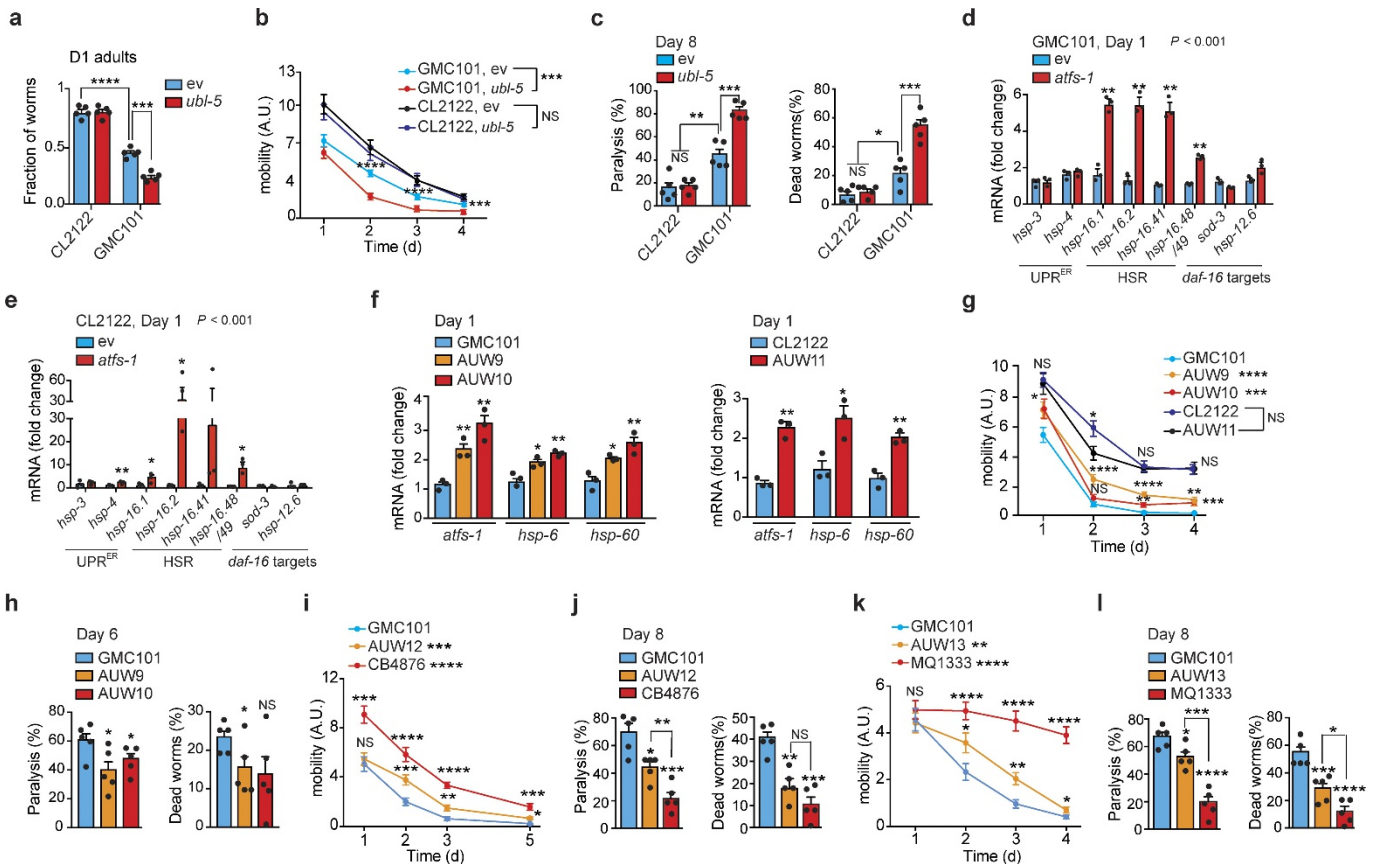 a
D1 adults
****
***
ev
ubl-5
Fraction of worms
1
0.5
0
CL2122
GMC101
b
GMC101, ev
GMC101, ubl-5
***
CL2122, ev
CL2122, ubl-5
NS
mobility (A.U.)
13
10
7
4
0
****
****
***
1 2 3 4
Time (d)
c
Day 8
ev
ubl-5
Paralysis (%)
100
80
60
40
20
0
NS
**
***
CL2122
GMC101
Dead worms(%)
100
80
60
40
20
0
NS
*
***
CL2122
GMC101
d
GMC101, Day 1 P < 0.001
ev
atfs-1
mRNA (fold change)
6
4
2
0
** ** ** **
hsp-3
hsp-4
hsp-16.1
hsp-16.2
hsp-16.41
hsp-16.48
/49
sod-3
hsp-12.6
UPRER HSR daf-16 targets
e
CL2122, Day 1 P < 0.001
ev
atfs-1
mRNA (fold change)
60
30
30
20
10
0
** * * *
hsp-3
hsp-4
hsp-16.1
hsp-16.2
hsp-16.41
hsp-16.48
/49
sod-3
hsp-12.6
UPRER HSR daf-16 targets
f
Day 1
GMC101
AUW9
AUW10
mRNA (fold change)
4
3
2
1
0
** ** * ** * **
atfs-1 hsp-6 hsp-60
Day 1
CL2122
AUW11
mRNA (fold change)
3
2
1
0
** * **
atfs-1 hsp-6 hsp-60
g
GMC101
AUW9 ****
AUW10 ***
CL2122
AUW11
NS
mobility (A.U.)
10
8
6
4
2
0
NS
*
*
****
NS
NS
****
**
NS
**
***
1 2 3 4
Time (d)
h
Day 6
GMC101
AUW9
AUW10
Paralysis (%)
80
60
40
20
0
* *
Dead worms (%)
30
20
10
0
* NS
i
GMC101
AUW12 ***
CB4876 ****
mobility (A.U.)
12
8
4
0
***
NS
****
***
****
**
***
*
1 2 3 5
Time (d)
j
Day 8
GMC101
AUW12
CB4876
Paralysis (%)
80
60
40
20
0
**
*
***
Dead worms(%)
50
40
30
20
10
0
NS
**
***
k
GMC101
AUW13 **
MQ1333 ****
mobility (A.U.)
6
4
2
0
NS
****
*
****
**
****
*
1 2 3 4
Time (d)
l
Day 8
GMC101
AUW13
MQ1333
Paralysis (%)
100
80
60
40
20
0
***
*
****
Dead worms(%)
80
60
40
20
0
*
***
****